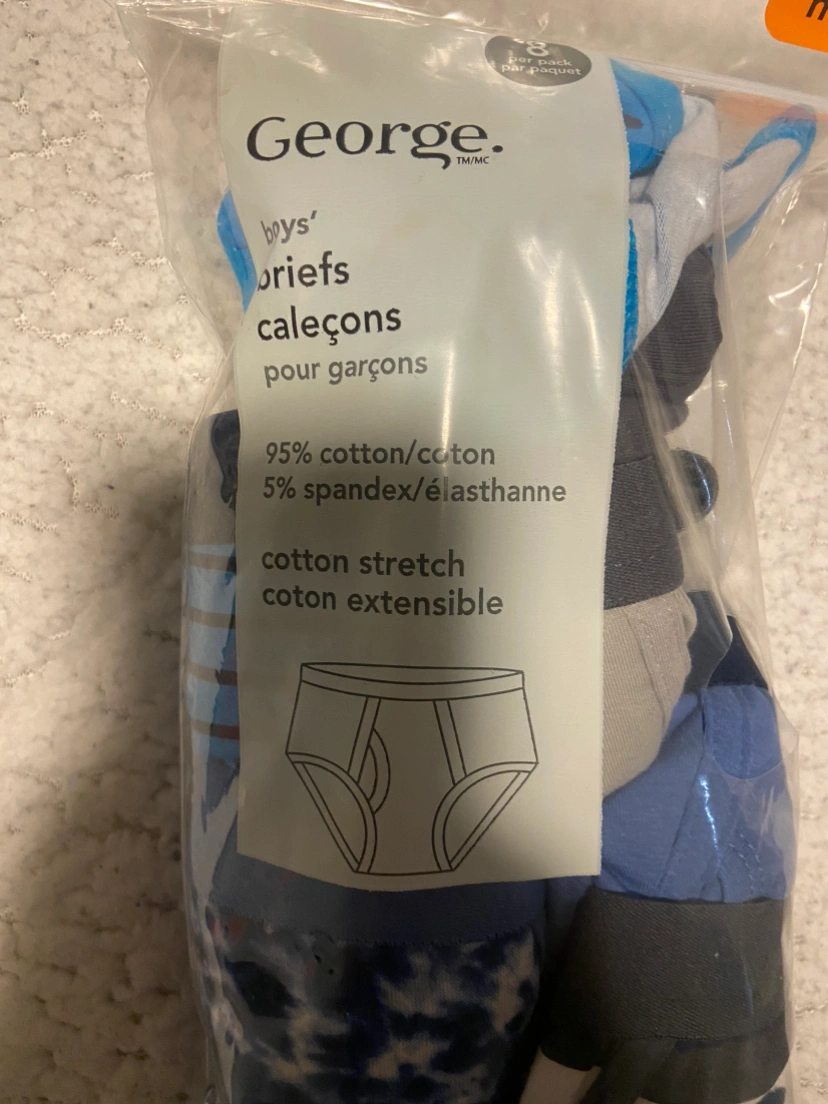 8
per pack
par paquet
George.
TM/MC
boys'
briefs
caleçons
pour garçons
95% cotton/coton
5% spandex/élasthanne
cotton stretch
coton extensible